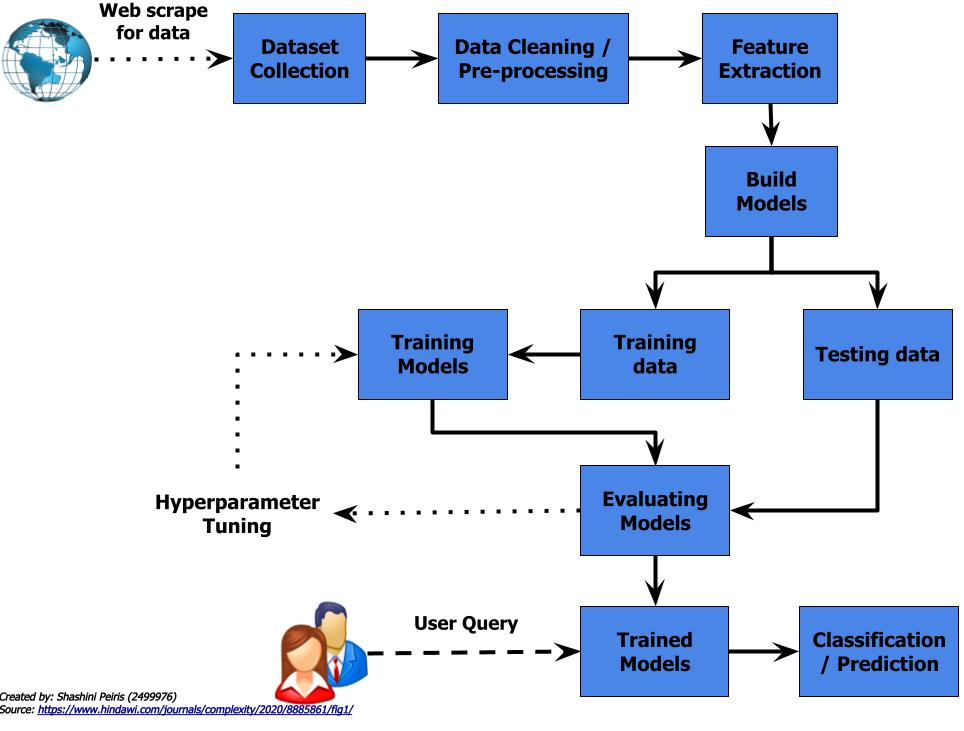 Web scrape
for data
Dataset
Collection
Data Cleaning /
Pre-processing
Feature
Extraction
Build
Models
Training
Models
Training
data
Testing data
Hyperparameter
Tuning
Evaluating
Models
User Query
Trained
Models
Classification
/ Prediction
Created by: Shashini Peiris (2499976)
Source: https://www.hindawi.com/journals/complexity/2020/8885861/fig1/